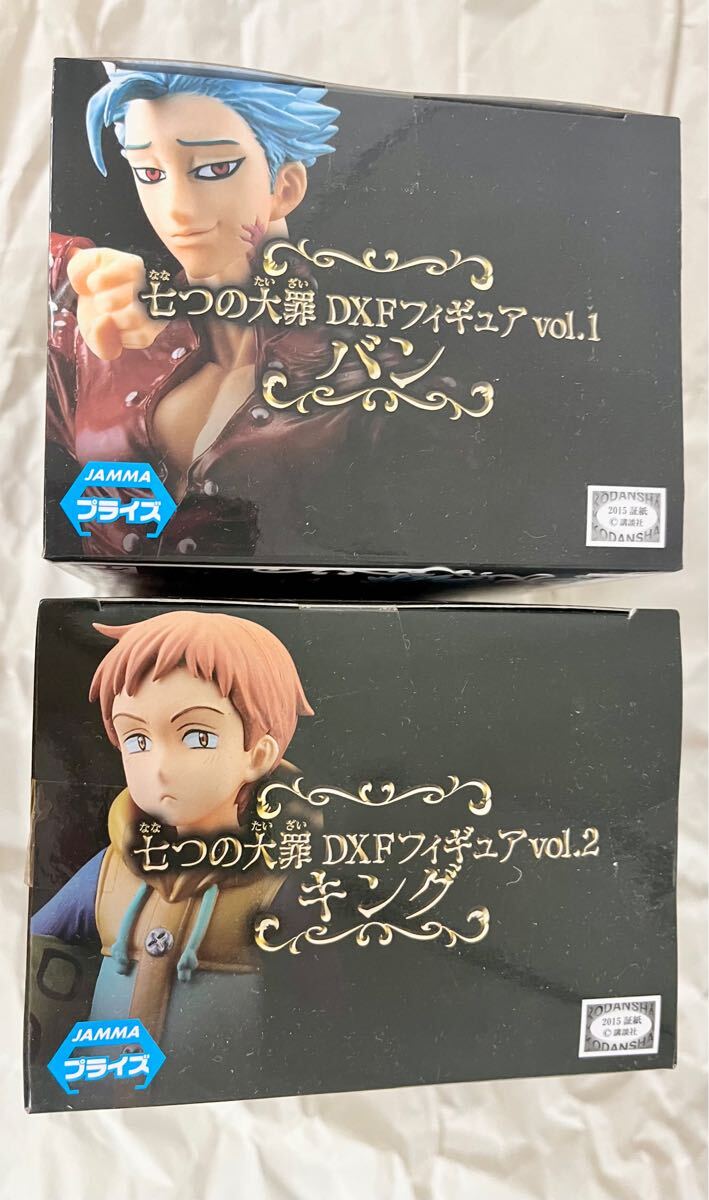 なな たいざい
七つの大罪 DXFフィギュア vol.1
バン
JAMMA
プライズ
KODANSHA
2015 証紙
©講談社
KODANSHA
なな たいざい
七つの大罪 DXFフィギュア vol.2
キング
JAMMA
プライズ
KODANSHA
2015 証紙
©講談社
KODANSHA